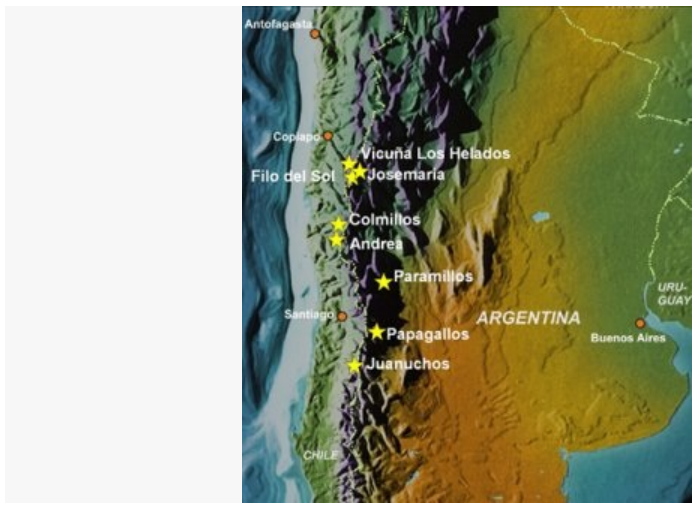 Antofagasta
Copiapo
Vicuña Los Helados
Filo del Sol
Josemaría
Colmillos
Andrea
Paramillos
URU-
GUAY
Santiago
ARGENTINA
Papagallos
Buenos Aires
Juanuchos
CHILE